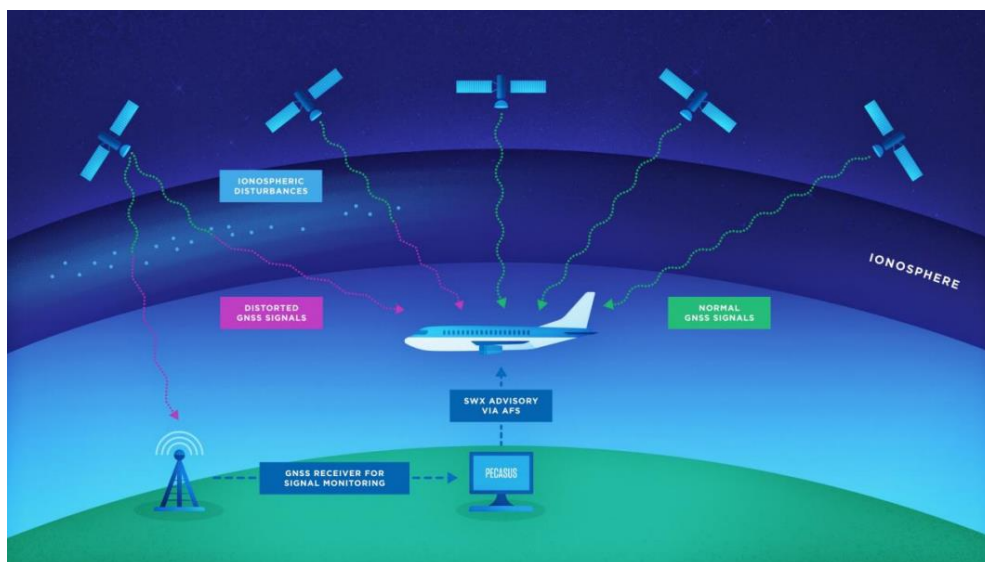 IONOSPHERIC
DISTURBANCES
IONOSPHERE
DISTORTED
GNSS SIGNALS
NORMAL
GNSS SIGNALS
SWX ADVISORY
VIA AFS
GNSS RECEIVER FOR
SIGNAL MONITORING
PECASUS